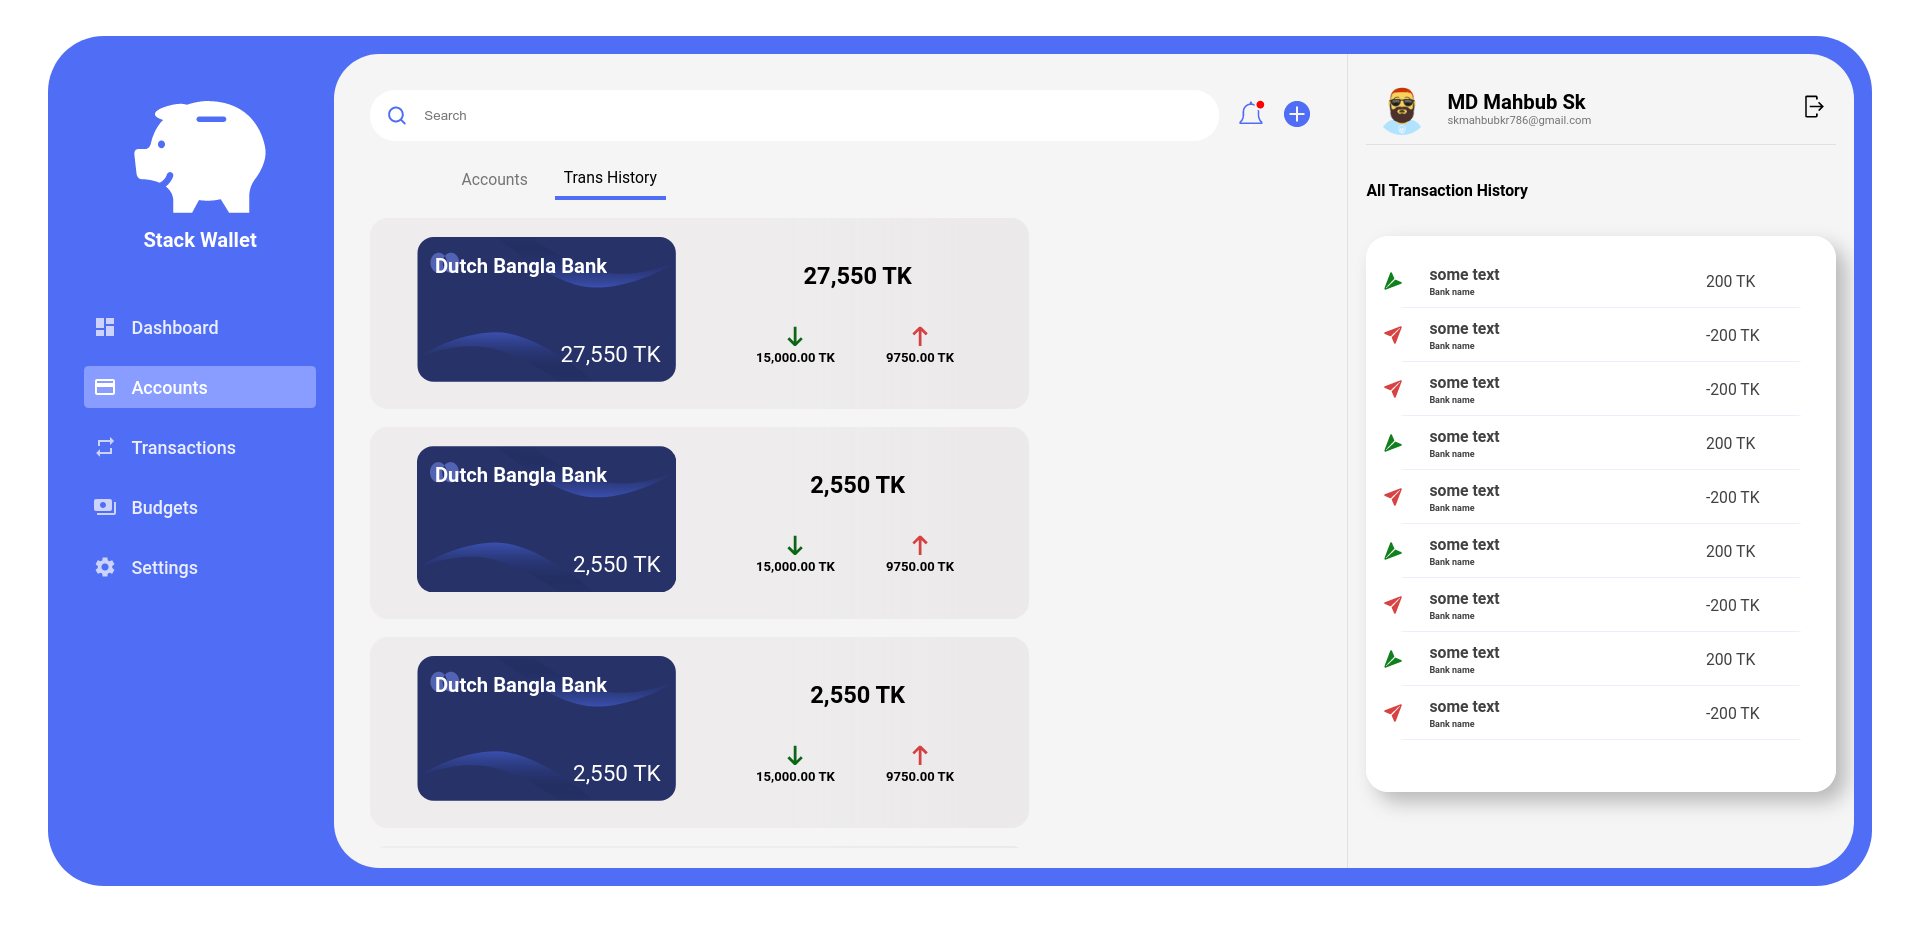 Stack Wallet
Dashboard
Accounts
Transactions
Budgets
Settings
Search
Accounts
Trans History
Dutch Bangla Bank
27,550 TK
27,550 TK
15,000.00 TK
9750.00 TK
Dutch Bangla Bank
2,550 TK
2,550 TK
15,000.00 TK
9750.00 TK
Dutch Bangla Bank
2,550 TK
2,550 TK
15,000.00 TK
9750.00 TK
MD Mahbub Sk
skmahbubkr786@gmail.com
All Transaction History
some text
Bank name
200 TK
some text
Bank name
-200 TK
some text
Bank name
-200 TK
some text
Bank name
200 TK
some text
Bank name
-200 TK
some text
Bank name
200 TK
some text
Bank name
-200 TK
some text
Bank name
200 TK
some text
Bank name
-200 TK